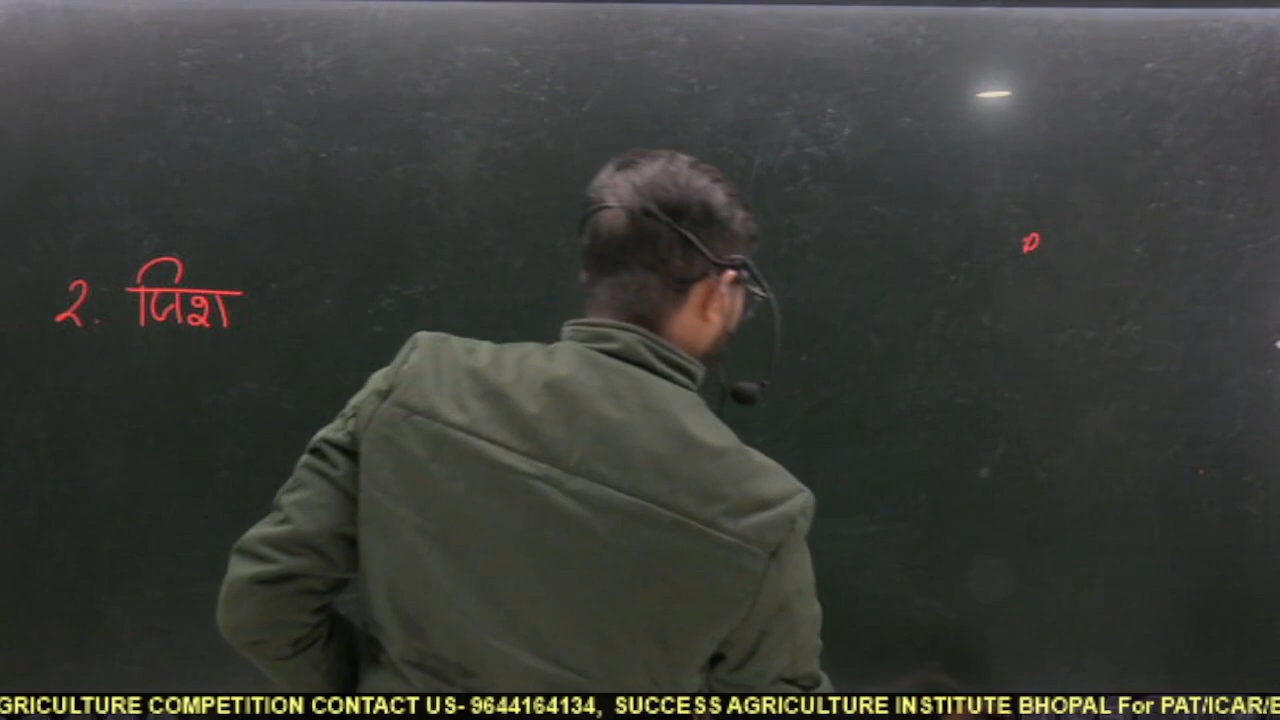 2. जिश
GRICULTURE COMPETITION CONTACT US- 9644164134, SUCCESS AGRICULTURE INSTITUTE BHOPAL For PAT/ICAR/E